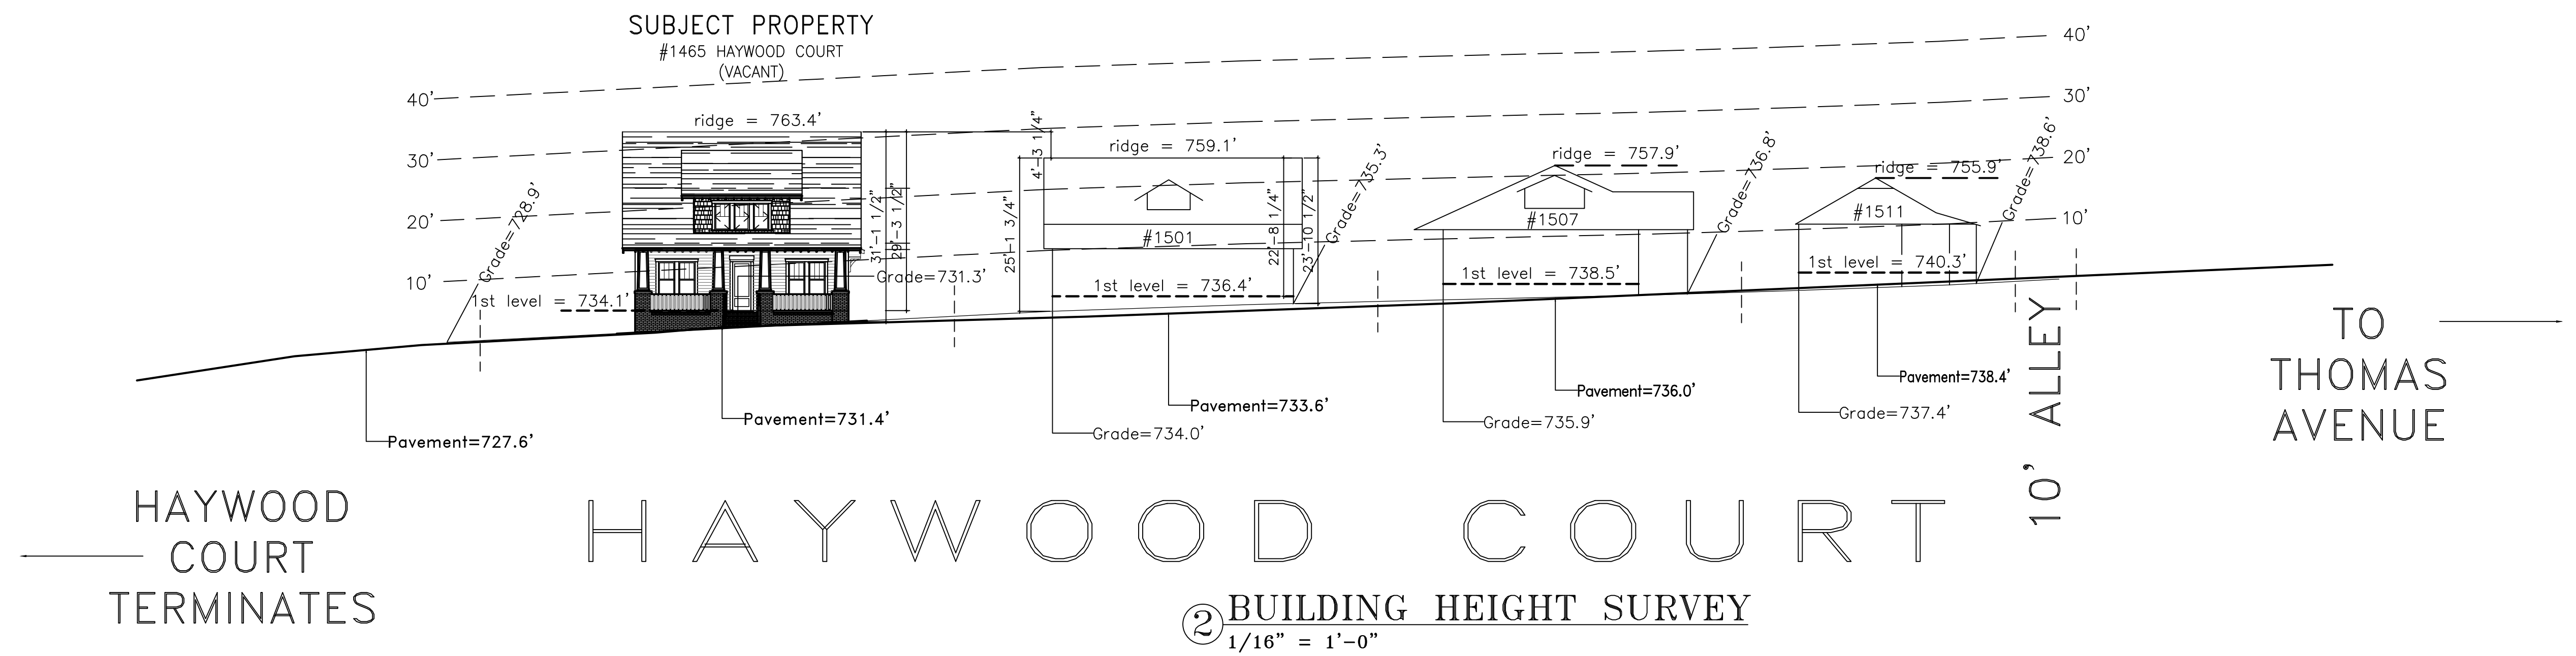 SUBJECT PROPERTY
#1465 HAYWOOD COURT
(VACANT)
40'
30'
20'
10'
40'
30'
20'
10'
ridge = 763.4'
ridge = 759.1'
ridge = 757.9'
ridge = 755.9'
Grade=728.9'
1st level = 734.1'
31'-1 1/2"
29'-3 1/2"
Grade=731.3'
4'-3 1/4"
25'-1 3/4"
#1501
1st level = 736.4'
22'-8 1/4"
23'-10 1/2"
Grade=735.3'
#1507
1st level = 738.5'
Grade=736.8'
#1511
1st level = 740.3'
Grade=738.6'
Pavement=727.6'
Pavement=731.4'
Grade=734.0'
Pavement=733.6'
Grade=735.9'
Pavement=736.0'
Grade=737.4'
Pavement=738.4'
10' ALLEY
TO
THOMAS
AVENUE
HAYWOOD
COURT
TERMINATES
HAYWOOD COURT
2 BUILDING HEIGHT SURVEY
1/16" = 1'-0"